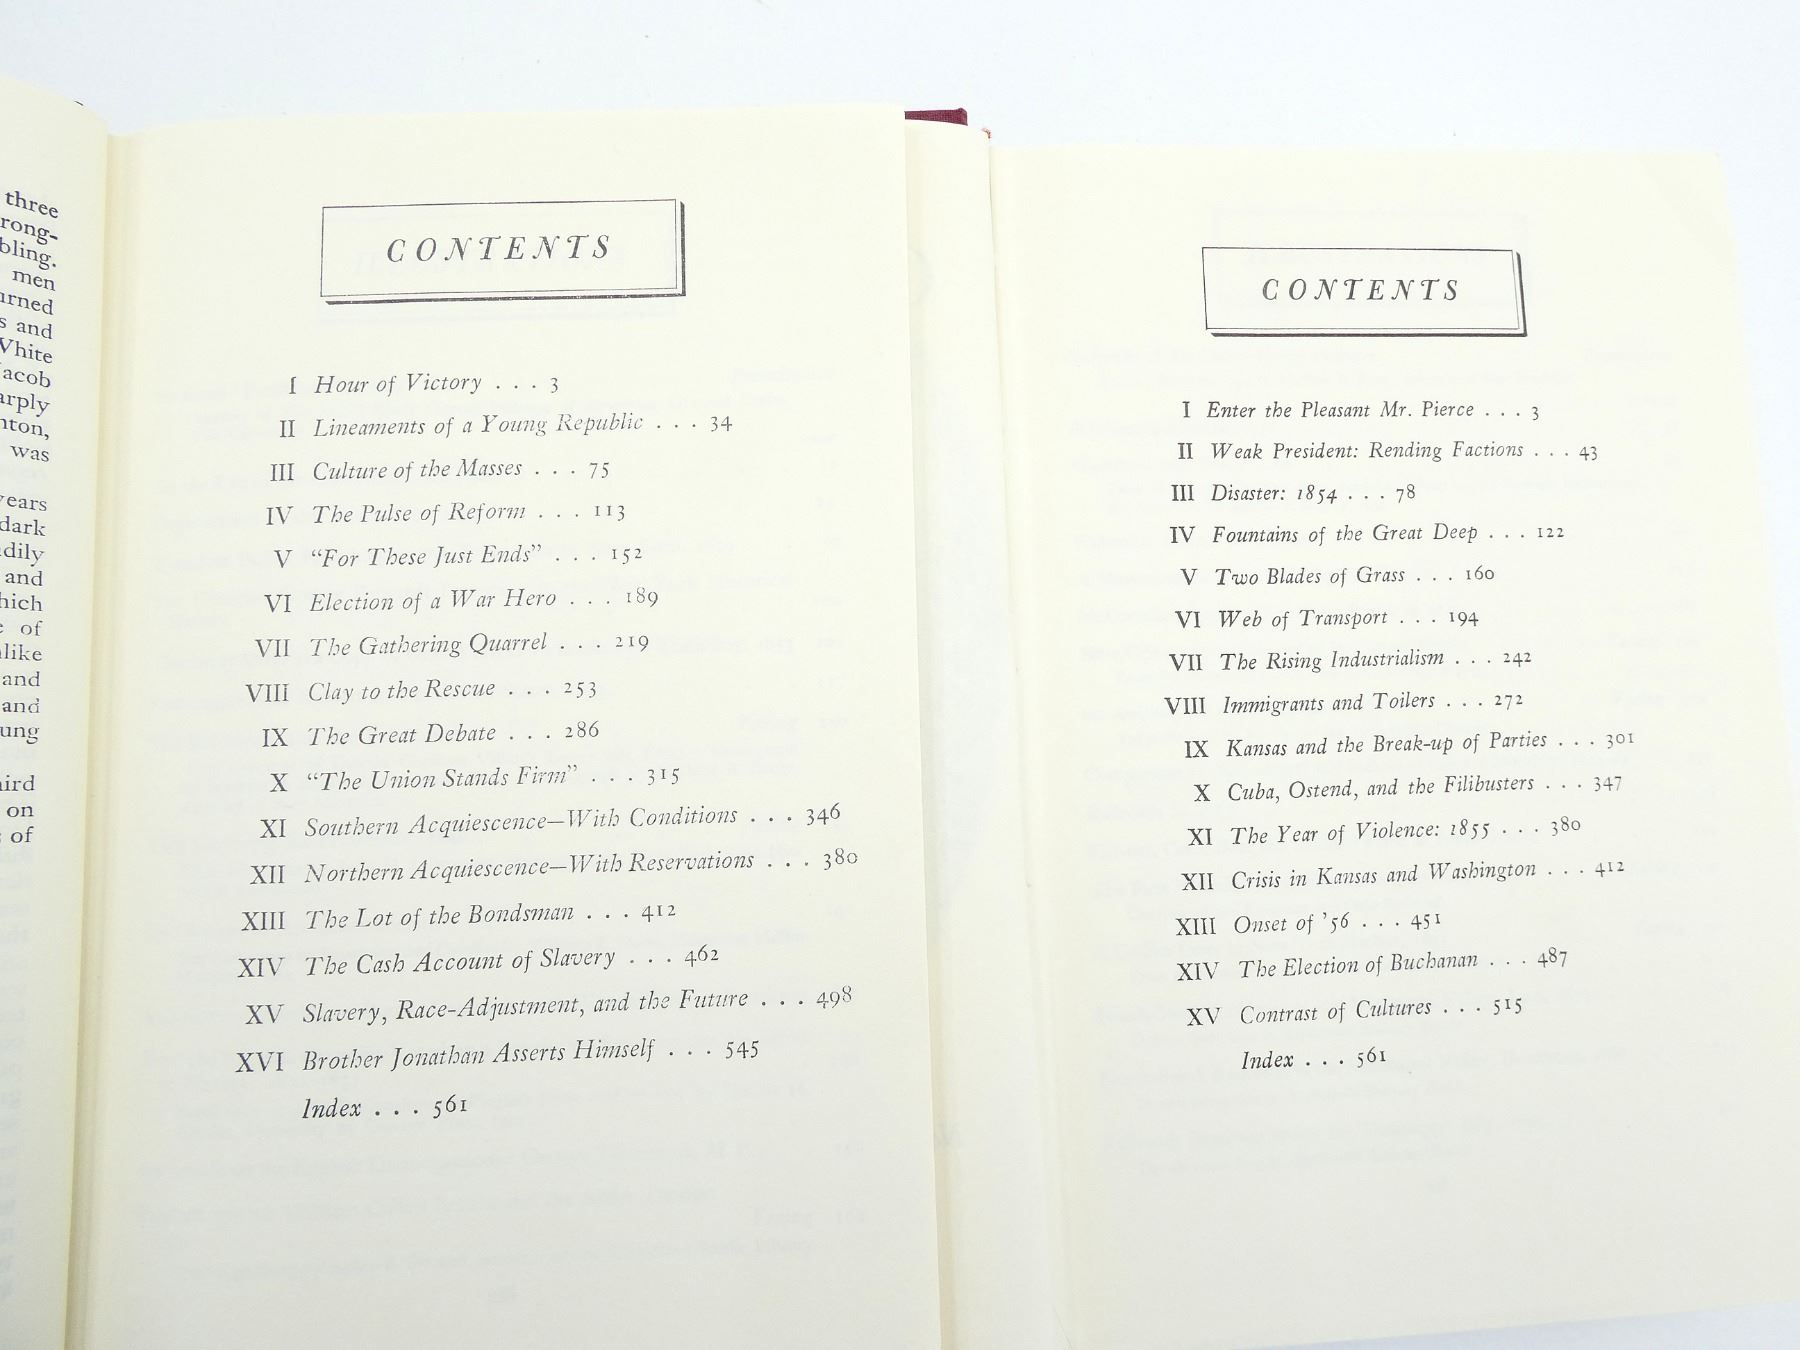 three
rong-
bling.
men
urned
s and
White
acob
arply
nton,
was
years
dark
dily
and
hich
e of
like
and
and
ung
hird
on
s of
CONTENTS
I Hour of Victory . . . 3
II Lineaments of a Young Republic . . . 34
III Culture of the Masses . . . 75
IV The Pulse of Reform . . . 113
V “For These Just Ends” . . . 152
VI Election of a War Hero . . . 189
VII The Gathering Quarrel . . . 219
VIII Clay to the Rescue . . . 253
IX The Great Debate . . . 286
X “The Union Stands Firm” . . . 315
XI Southern Acquiescence—With Conditions . . . 346
XII Northern Acquiescence—With Reservations . . . 380
XIII The Lot of the Bondsman . . . 412
XIV The Cash Account of Slavery . . . 462
XV Slavery, Race-Adjustment, and the Future . . . 498
XVI Brother Jonathan Asserts Himself . . . 545
Index . . . 561
CONTENTS
I Enter the Pleasant Mr. Pierce . . . 3
II Weak President: Rending Factions . . . 43
III Disaster: 1854 . . . 78
IV Fountains of the Great Deep . . . 122
V Two Blades of Grass . . . 160
VI Web of Transport . . . 194
VII The Rising Industrialism . . . 242
VIII Immigrants and Toilers . . . 272
IX Kansas and the Break-up of Parties . . . 301
X Cuba, Ostend, and the Filibusters . . . 347
XI The Year of Violence: 1855 . . . 380
XII Crisis in Kansas and Washington . . . 412
XIII Onset of ’56 . . . 451
XIV The Election of Buchanan . . . 487
XV Contrast of Cultures . . . 515
Index . . . 561